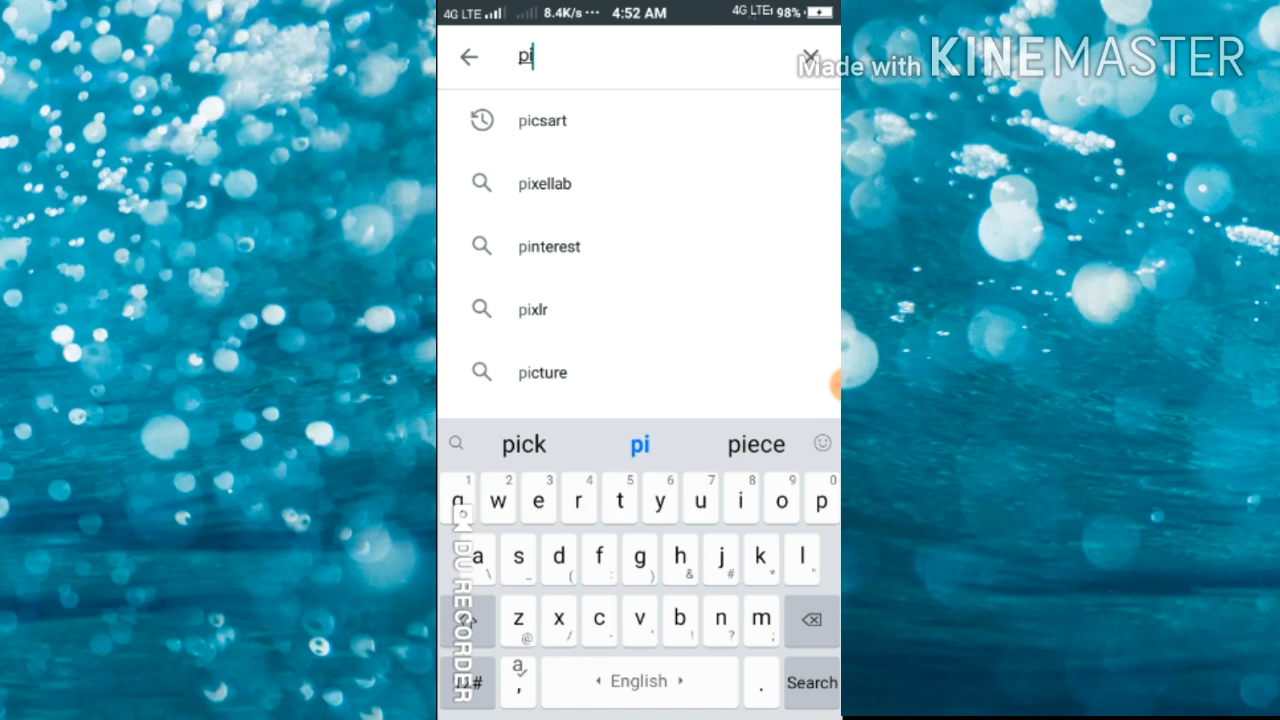 4G LTE 8.4K/s ··· 4:52 AM 4G LTE 98%
pi
Made with KINEMASTER
picsart
pixellab
pinterest
pixlr
picture
pick pi piece
1 2 3 4 5 6 7 8 9 0
q w e r t y u i o p
a s d f g h j k l
\ _ ( : ) & # * "
z x c v b n m
@ / - ' ! ? ;
!1# a , English . Search
DU RECORDER